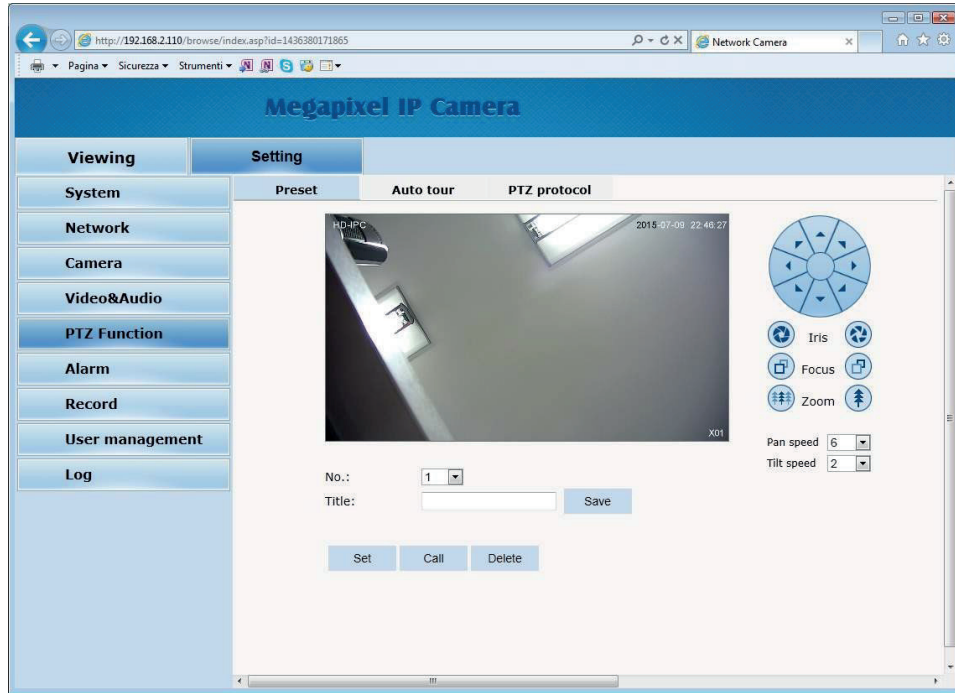 http://192.168.2.110/browse/index.asp?id=1436380171865
Network Camera
Pagina Sicurezza Strumenti
Megapixel IP Camera
Viewing Setting
System
Network
Camera
Video&Audio
PTZ Function
Alarm
Record
User management
Log
Preset Auto tour PTZ protocol
HD-IPC 2015-07-09 22:46:27
X01
Iris
Focus
Zoom
Pan speed 6
Tilt speed 2
No.: 1
Title: Save
Set Call Delete